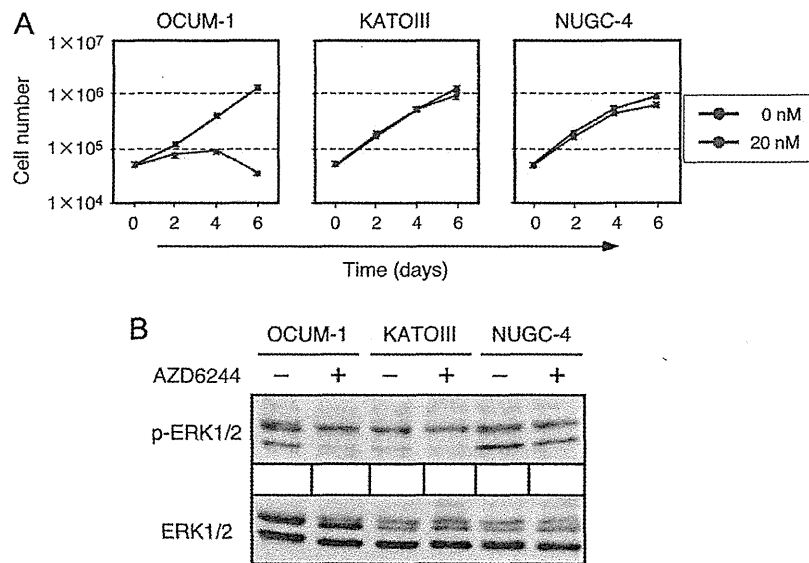 A
OCUM-1 KATOIII NUGC-4
Cell number
1×10⁷
1×10⁶
1×10⁵
1×10⁴
0 2 4 6 0 2 4 6 0 2 4 6
Time (days)
0 nM
20 nM
B
OCUM-1 KATOIII NUGC-4
AZD6244 − + − + − +
p-ERK1/2
ERK1/2